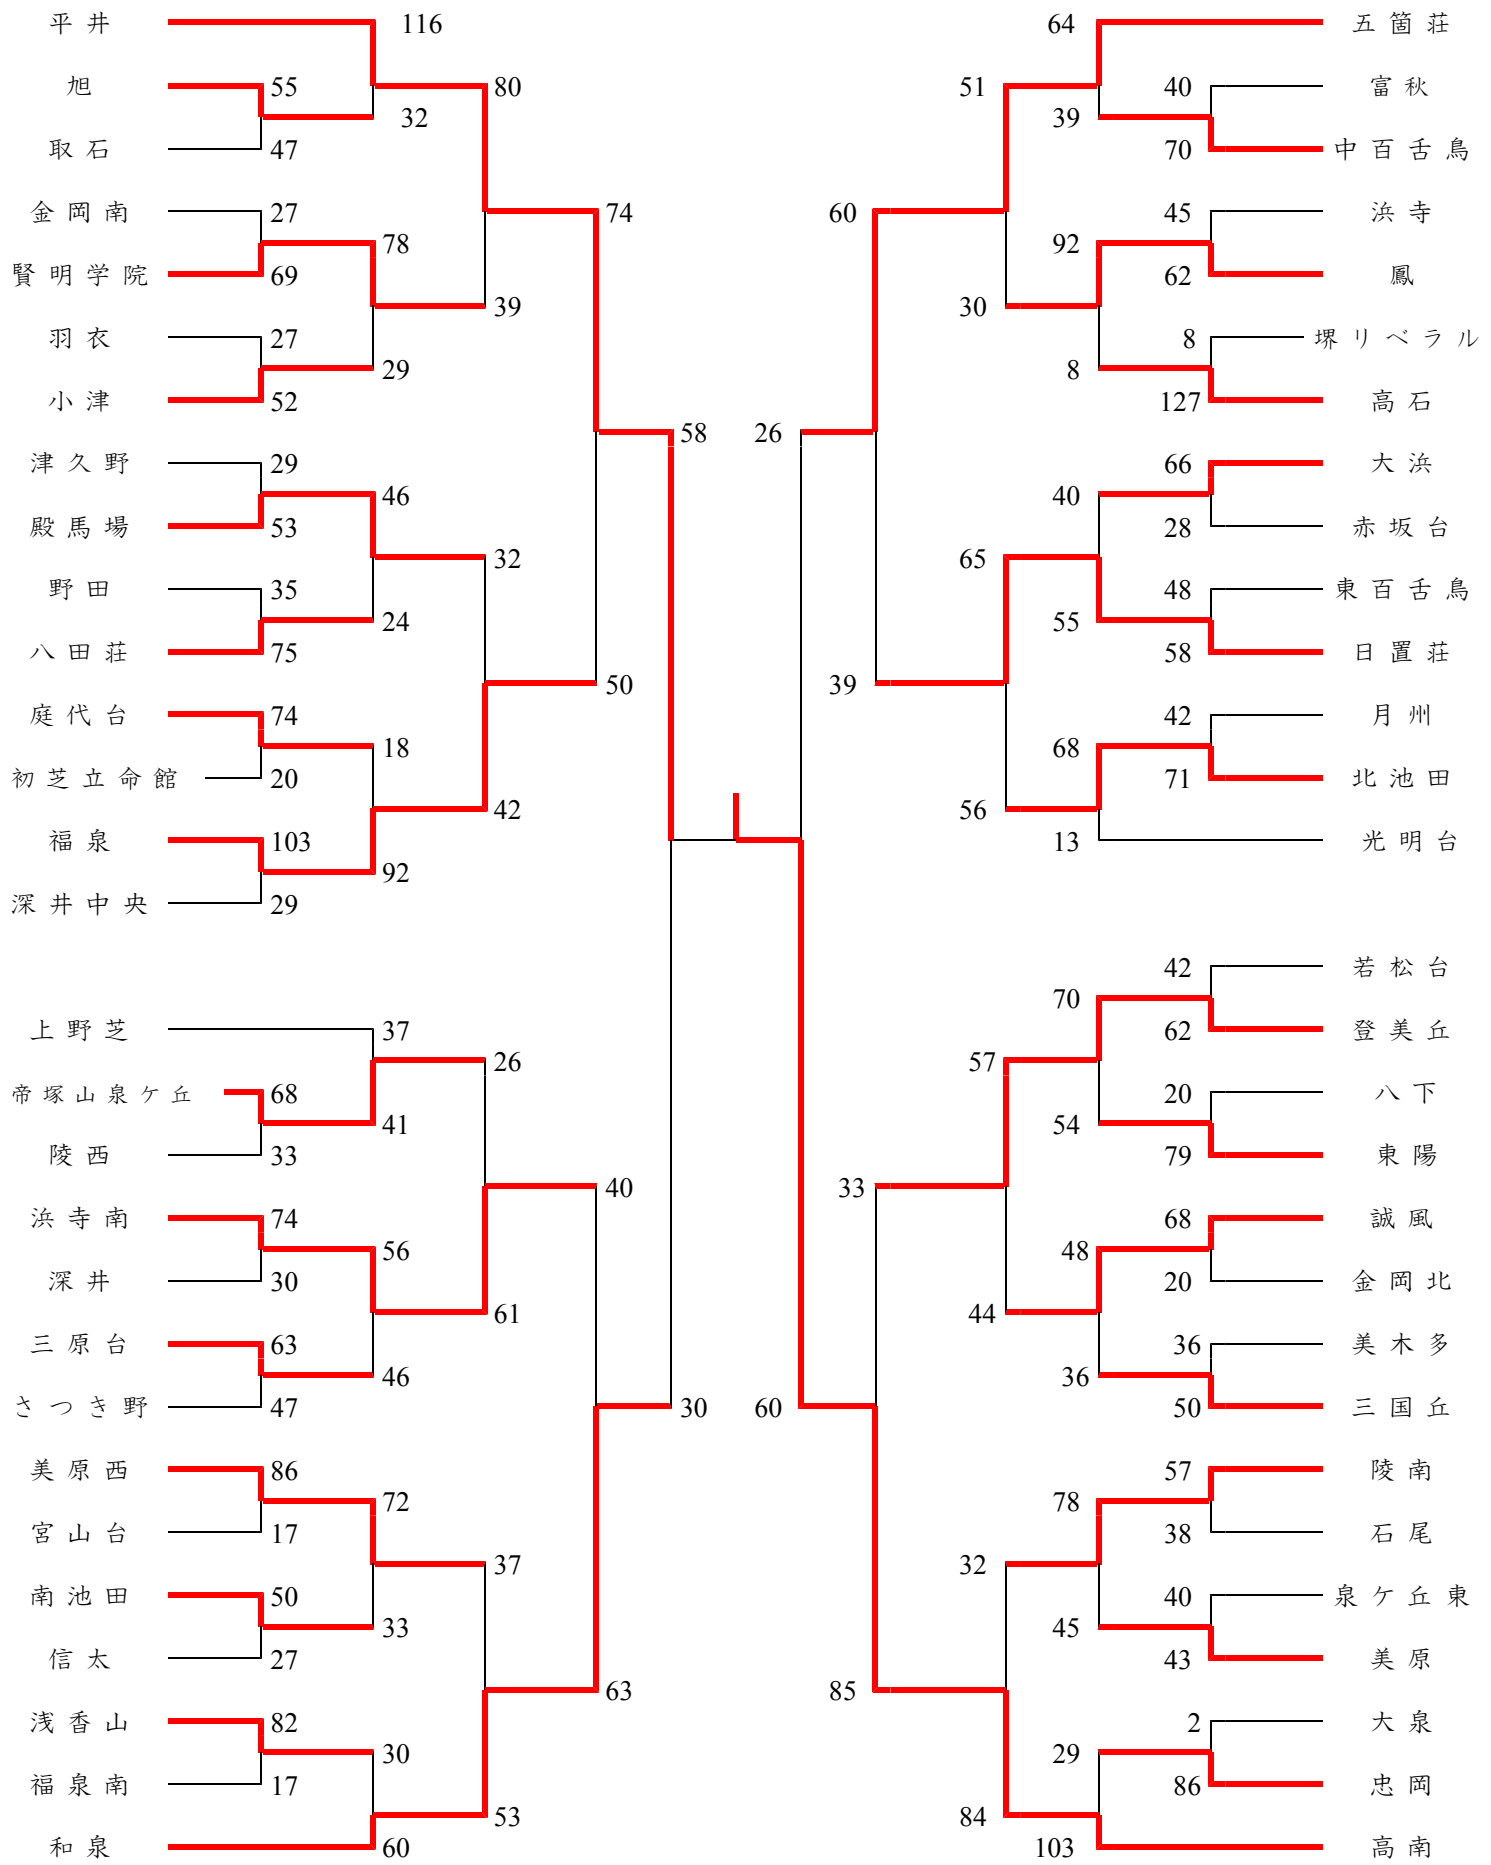 平井 116 64 五箇荘
旭 55 80 51 40 富秋
32 39
取石 47 70 中百舌鳥
金岡南 27 74 60 45 浜寺
78 92
賢明学院 69 62 鳳
39 30
羽衣 27 8 堺リベラル
29 8
小津 52 127 高石
58 26
津久野 29 66 大浜
46 40
殿馬場 53 28 赤坂台
32 65
野田 35 48 東百舌鳥
24 55
八田荘 75 58 日置荘
50 39
庭代台 74 42 月州
18 68
初芝立命館 20 71 北池田
42 56
福泉 103 13 光明台
92
深井中央 29
42 若松台
70
上野芝 37 62 登美丘
26 57
帝塚山泉ケ丘 68 20 八下
41 54
陵西 33 79 東陽
40 33
浜寺南 74 68 誠風
56 48
深井 30 20 金岡北
61 44
三原台 63 36 美木多
46 36
さつき野 47 30 60 50 三国丘
美原西 86 57 陵南
72 78
宮山台 17 38 石尾
37 32
南池田 50 40 泉ケ丘東
33 45
信太 27 43 美原
63 85
浅香山 82 2 大泉
30 29
福泉南 17 86 忠岡
53 84
和泉 60 103 高南